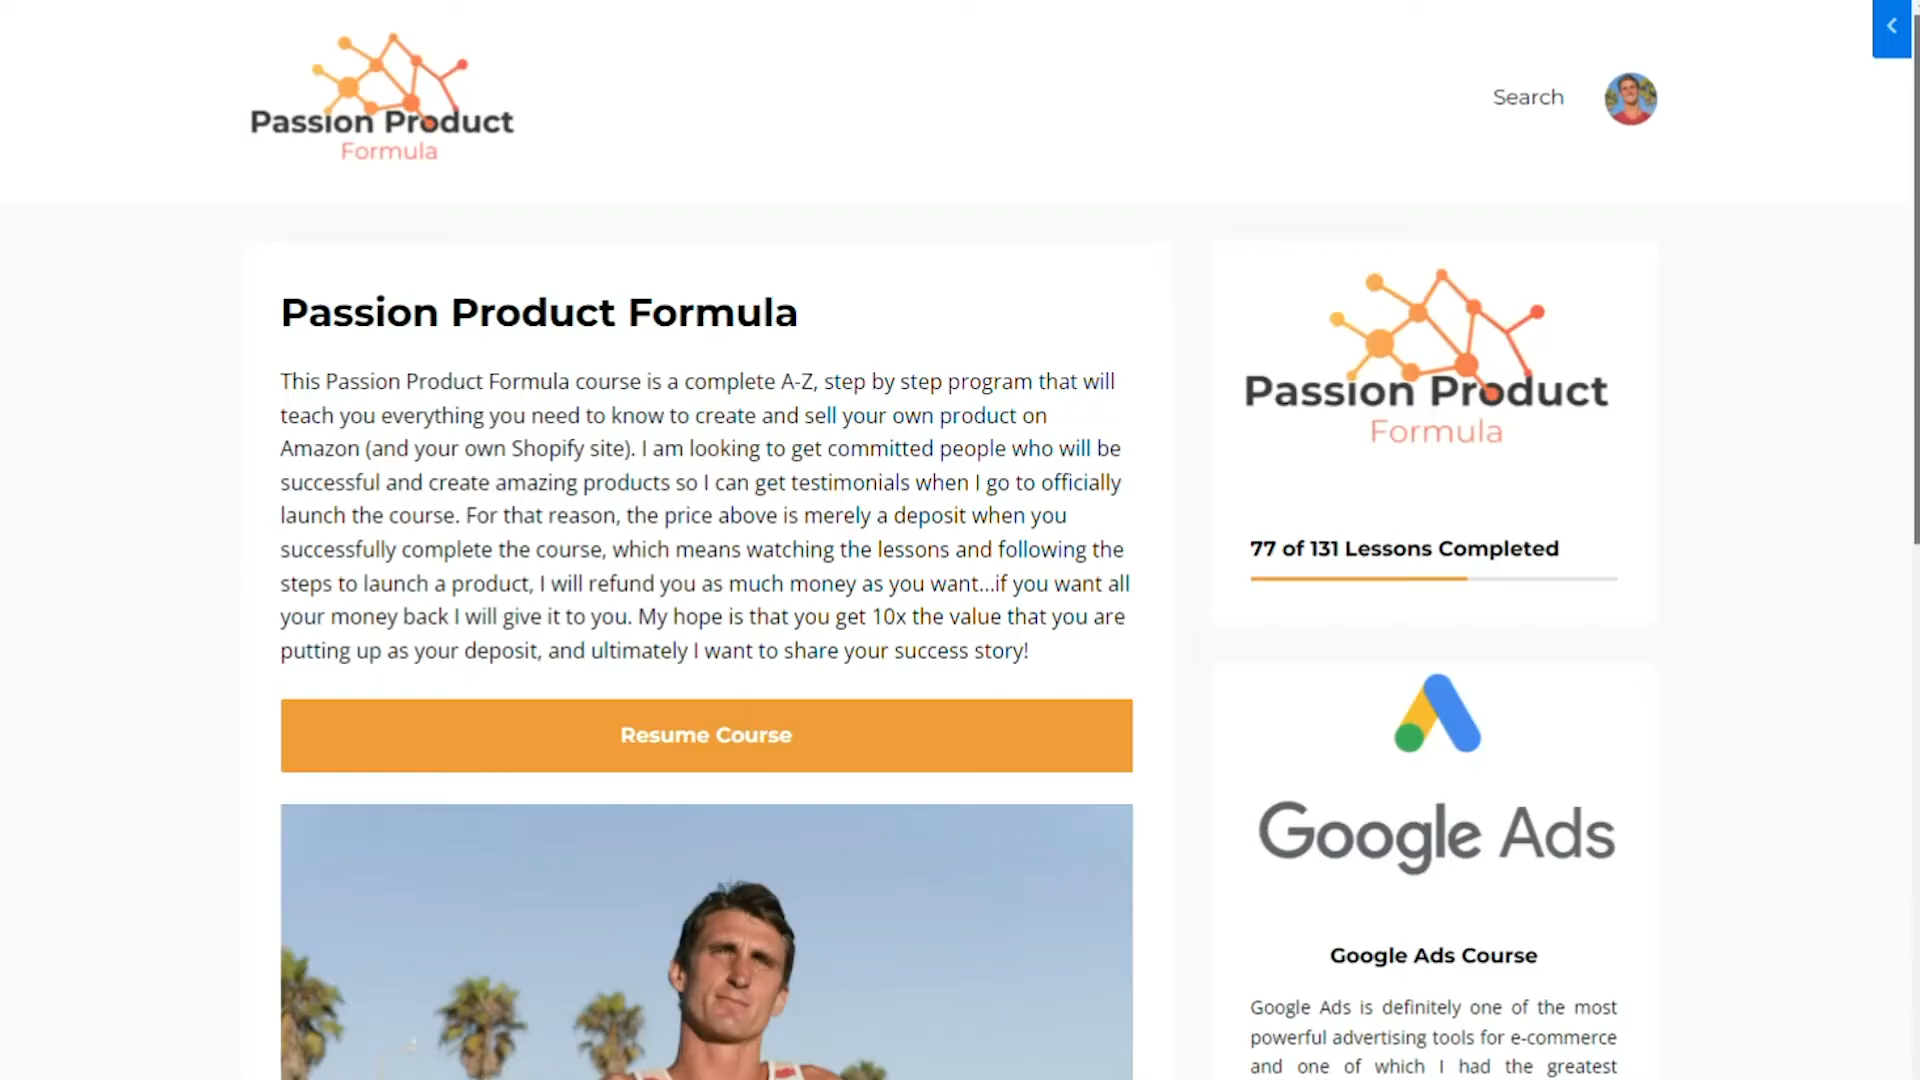 Passion Product
Formula
Search
Passion Product Formula
This Passion Product Formula course is a complete A-Z, step by step program that will
teach you everything you need to know to create and sell your own product on
Amazon (and your own Shopify site). I am looking to get committed people who will be
successful and create amazing products so I can get testimonials when I go to officially
launch the course. For that reason, the price above is merely a deposit when you
successfully complete the course, which means watching the lessons and following the
steps to launch a product, I will refund you as much money as you want...if you want all
your money back I will give it to you. My hope is that you get 10x the value that you are
putting up as your deposit, and ultimately I want to share your success story!
Resume Course
Passion Product
Formula
77 of 131 Lessons Completed
Google Ads
Google Ads Course
Google Ads is definitely one of the most
powerful advertising tools for e-commerce
and one of which I had the greatest